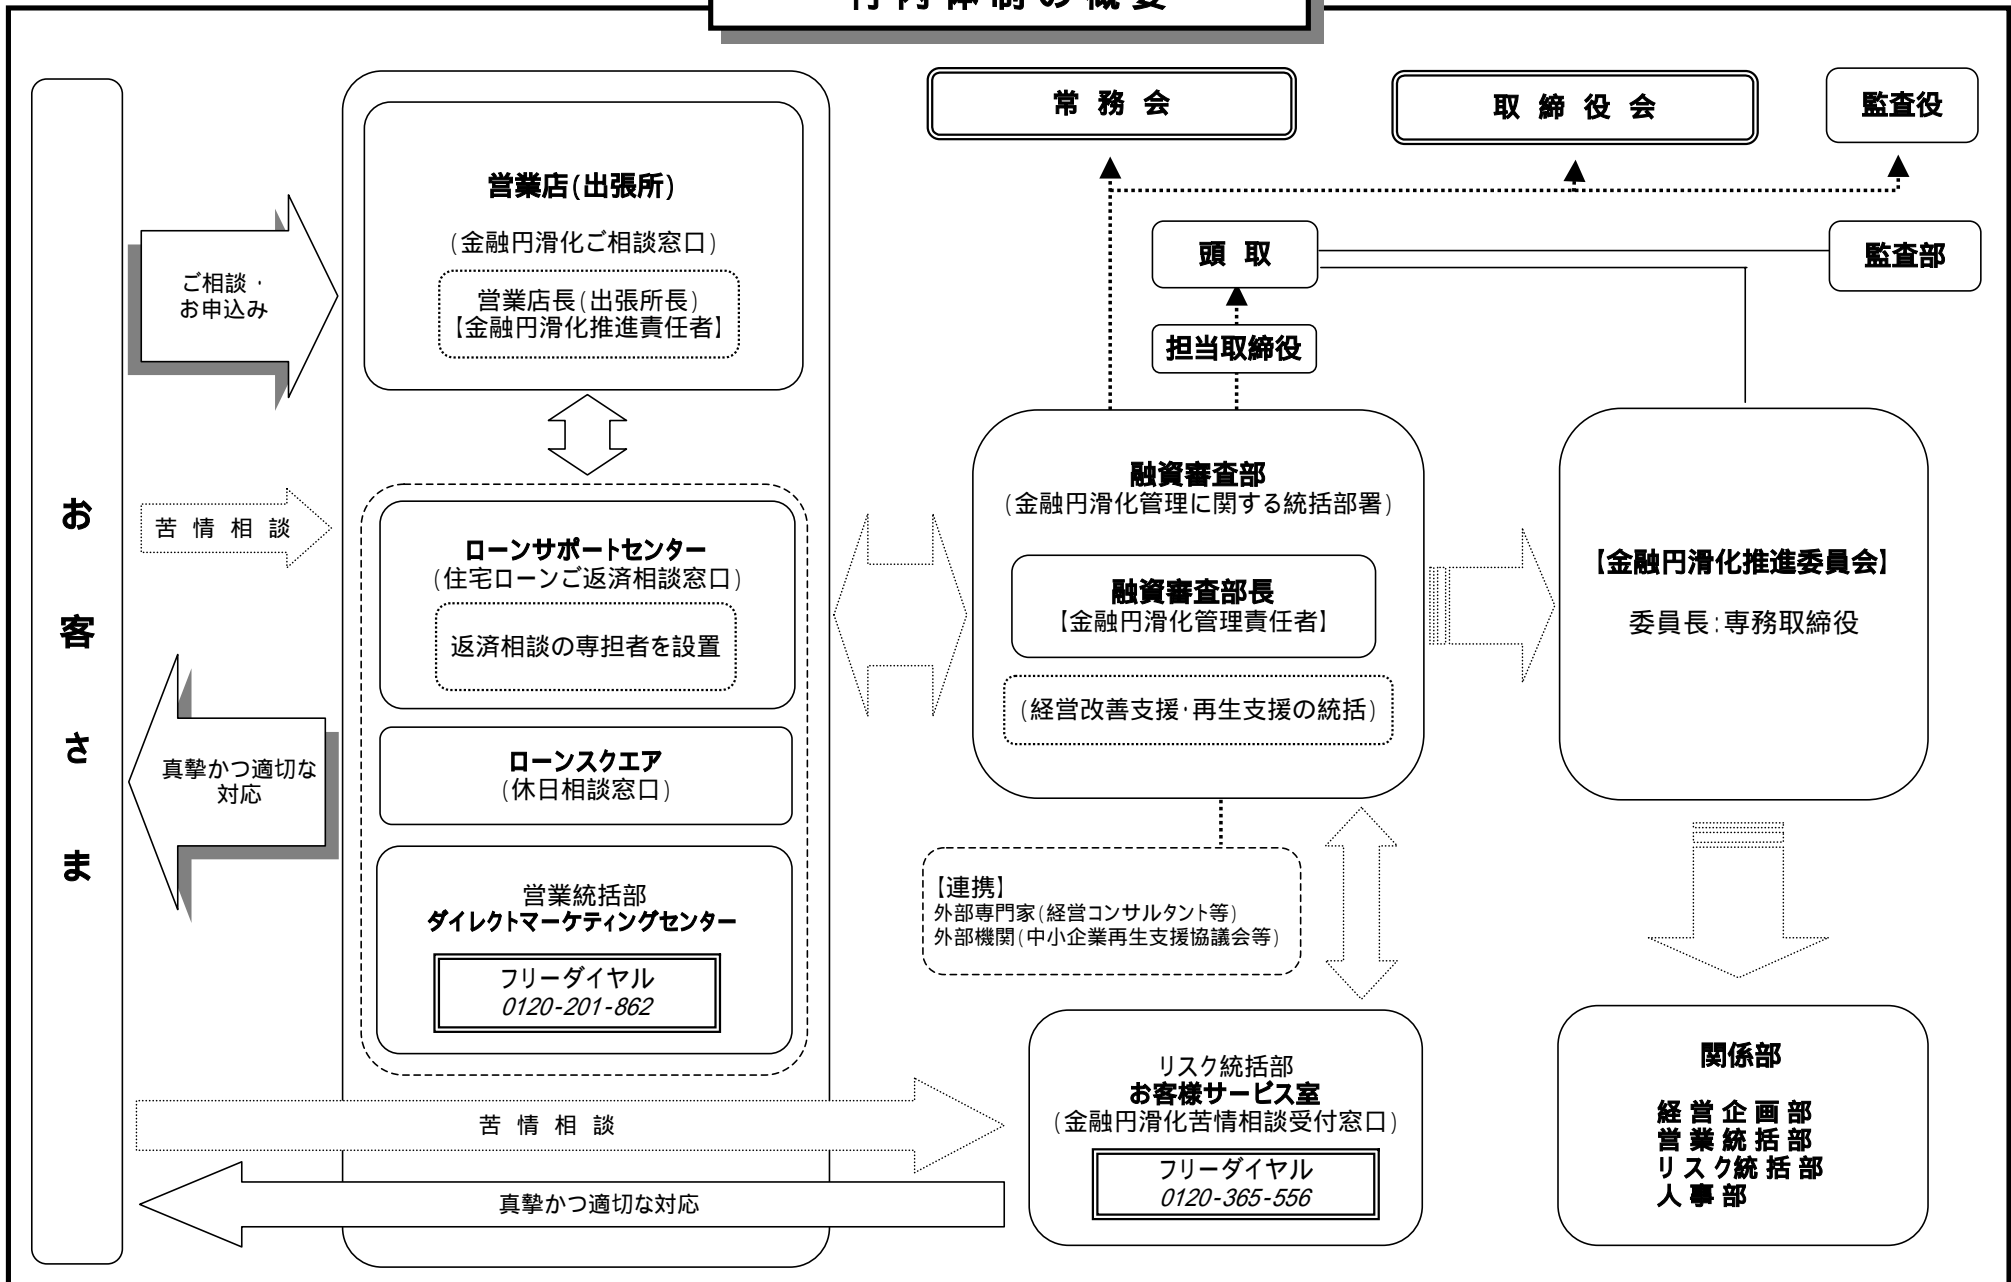 行内体制の概要
お客さま
ご相談・
お申込み
苦情相談
真摯かつ適切な
対応
営業店(出張所)
(金融円滑化ご相談窓口)
営業店長(出張所長)
【金融円滑化推進責任者】
ローンサポートセンター
(住宅ローンご返済相談窓口)
返済相談の専担者を設置
ローンスクエア
(休日相談窓口)
営業統括部
ダイレクトマーケティングセンター
フリーダイヤル
0120-201-862
苦情相談
真摯かつ適切な対応
常務会
取締役会
監査役
頭取
監査部
担当取締役
融資審査部
(金融円滑化管理に関する統括部署)
融資審査部長
【金融円滑化管理責任者】
(経営改善支援・再生支援の統括)
【連携】
外部専門家(経営コンサルタント等)
外部機関(中小企業再生支援協議会等)
リスク統括部
お客様サービス室
(金融円滑化苦情相談受付窓口)
フリーダイヤル
0120-365-556
【金融円滑化推進委員会】
委員長:専務取締役
関係部
経営企画部
営業統括部
リスク統括部
人事部